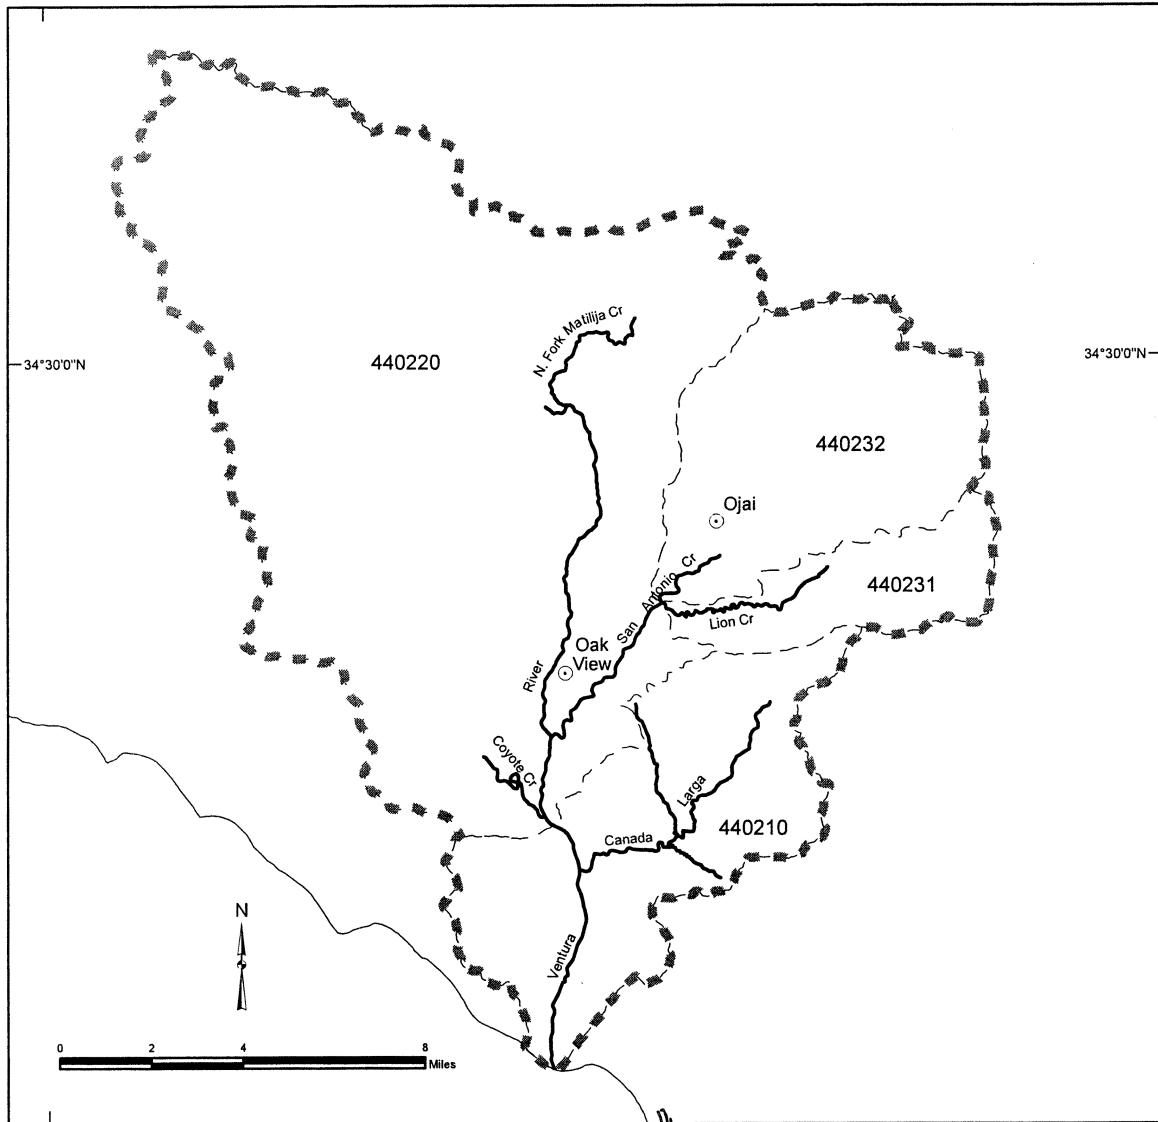 N. Fork Matilija Cr
34°30'0"N
34°30'0"N
440220
440232
Ojai
San Antonio Cr
440231
Lion Cr
Oak
View
River
Coyote Cr
Larga
440210
Canada
N
Ventura
0 2 4 8
Miles